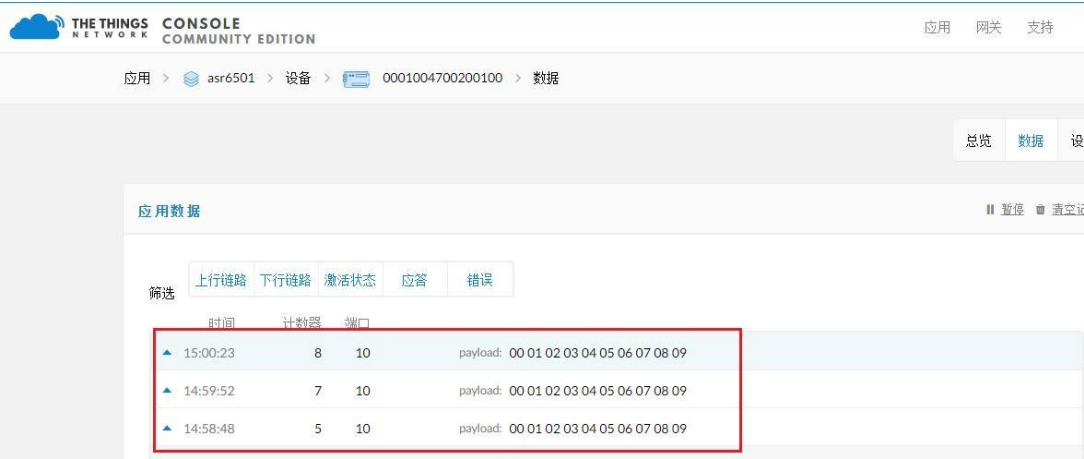 THE THINGS NETWORK CONSOLE COMMUNITY EDITION
应用 网关 支持
应用 > asr6501 > 设备 > 0001004700200100 > 数据
总览 数据 设
应用数据 暂停 清空记
上行链路 下行链路 激活状态 应答 错误
筛选
时间 计数器 端口
15:00:23 8 10 payload: 00 01 02 03 04 05 06 07 08 09
14:59:52 7 10 payload: 00 01 02 03 04 05 06 07 08 09
14:58:48 5 10 payload: 00 01 02 03 04 05 06 07 08 09